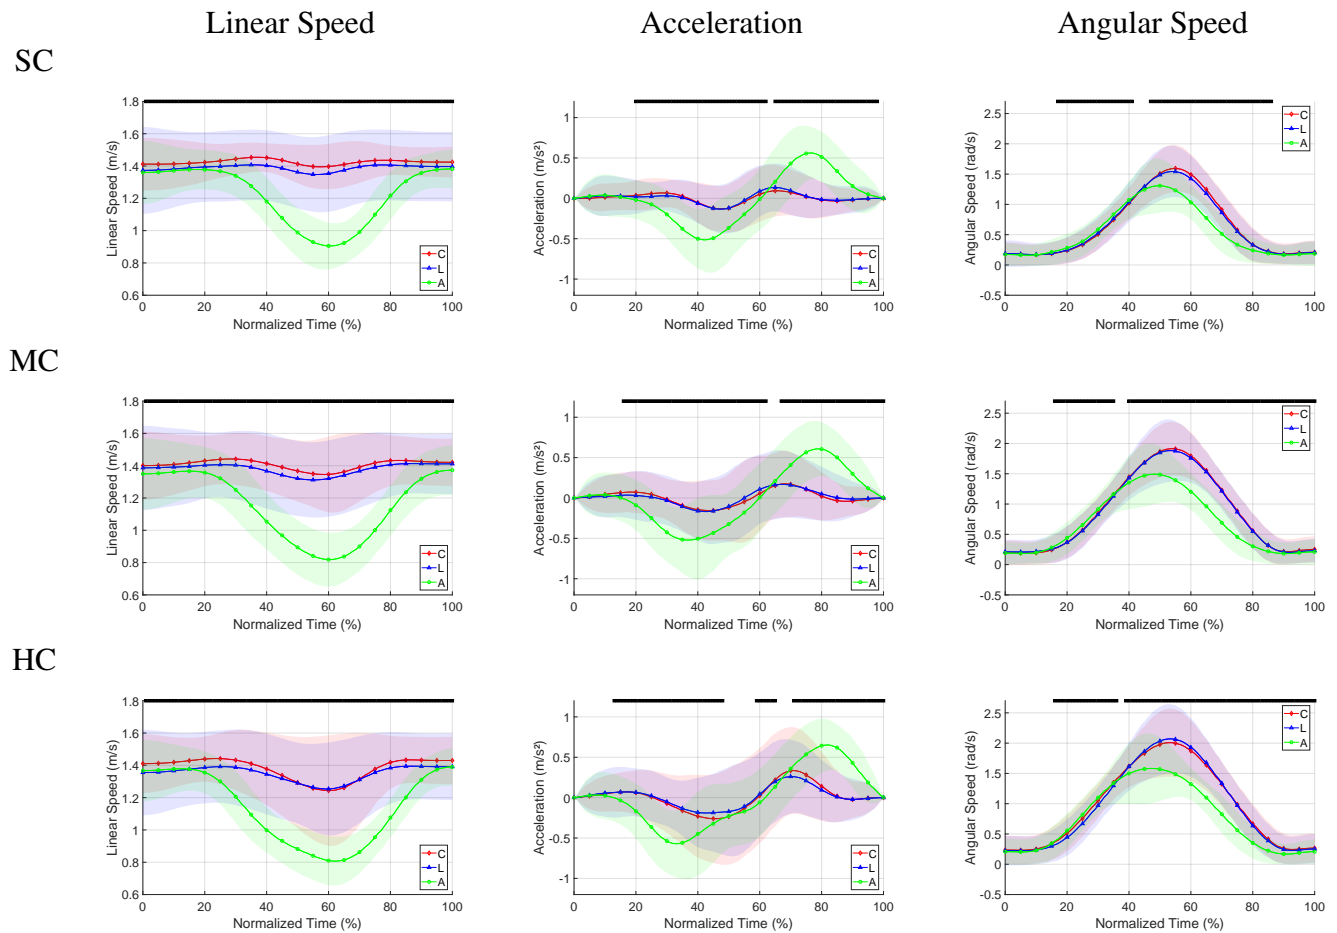 Linear Speed Acceleration Angular Speed
SC
1.8
1.6
1.4
1.2
1
0.8
0.6
Linear Speed (m/s)
0 20 40 60 80 100
Normalized Time (%)
C
L
A
1
0.5
0
-0.5
-1
Acceleration (m/s²)
0 20 40 60 80 100
Normalized Time (%)
C
L
A
2.5
2
1.5
1
0.5
0
-0.5
Angular Speed (rad/s)
0 20 40 60 80 100
Normalized Time (%)
C
L
A
MC
1.8
1.6
1.4
1.2
1
0.8
0.6
Linear Speed (m/s)
0 20 40 60 80 100
Normalized Time (%)
C
L
A
1
0.5
0
-0.5
-1
Acceleration (m/s²)
0 20 40 60 80 100
Normalized Time (%)
C
L
A
2.5
2
1.5
1
0.5
0
-0.5
Angular Speed (rad/s)
0 20 40 60 80 100
Normalized Time (%)
C
L
A
HC
1.8
1.6
1.4
1.2
1
0.8
0.6
Linear Speed (m/s)
0 20 40 60 80 100
Normalized Time (%)
C
L
A
1
0.5
0
-0.5
-1
Acceleration (m/s²)
0 20 40 60 80 100
Normalized Time (%)
C
L
A
2.5
2
1.5
1
0.5
0
-0.5
Angular Speed (rad/s)
0 20 40 60 80 100
Normalized Time (%)
C
L
A